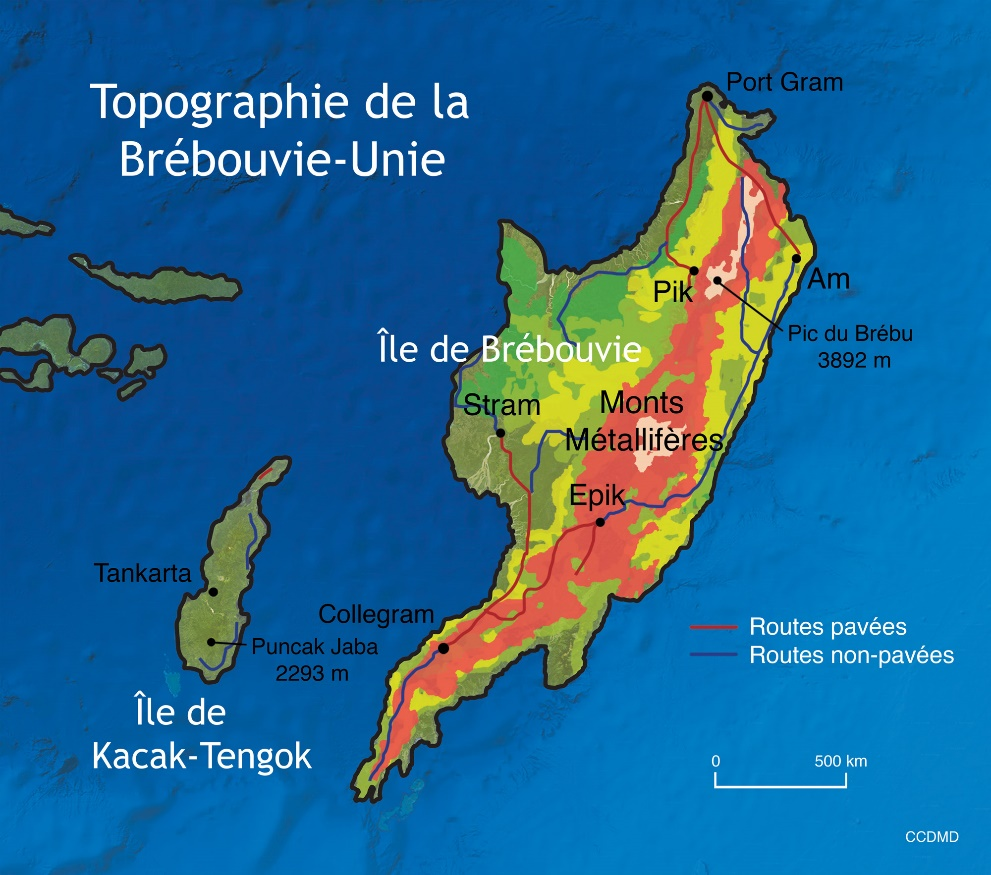 Topographie de la
Brébouvie-Unie
Port Gram
Am
Pik
Pic du Brébu
3892 m
Île de Brébouvie
Stram
Monts
Métallifères
Epik
Tankarta
Collegram
Puncak Jaba
2293 m
Routes pavées
Routes non-pavées
Île de
Kacak-Tengok
0 500 km
CCDMD